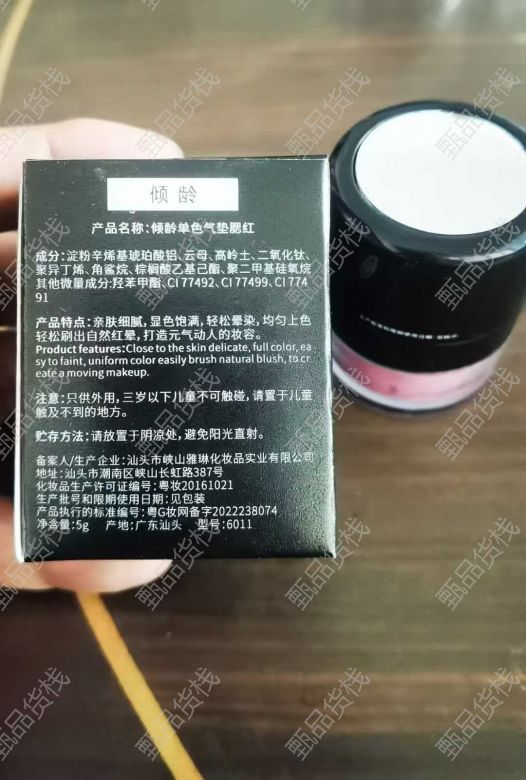 倾龄
产品名称:倾龄单色气垫腮红
成分:淀粉辛烯基琥珀酸铝、云母、高岭土、二氧化钛、
聚异丁烯、角鲨烷、棕榈酸乙基己酯、聚二甲基硅氧烷
其他微量成分:羟苯甲酯、CI 77492、CI 77499、CI 774
91
产品特点:亲肤细腻，显色饱满，轻松晕染，均匀上色
轻松刷出自然红晕，打造元气动人的妆容。
Product features:Close to the skin delicate, full color, ea
sy to faint, uniform color easily brush natural blush, to cr
eate a moving makeup.
注意:只供外用，三岁以下儿童不可触碰，请置于儿童
触及不到的地方。
贮存方法:请放置于阴凉处，避免阳光直射。
备案人/生产企业:汕头市峡山雅琳化妆品实业有限公司
地址:汕头市潮南区峡山长虹路387号
化妆品生产许可证编号:粤妆20161021
生产批号和限期使用日期:见包装
产品执行的标准编号:粤G妆网备字2022238074
净含量:5g 产地:广东汕头 型号:6011
甄品货栈